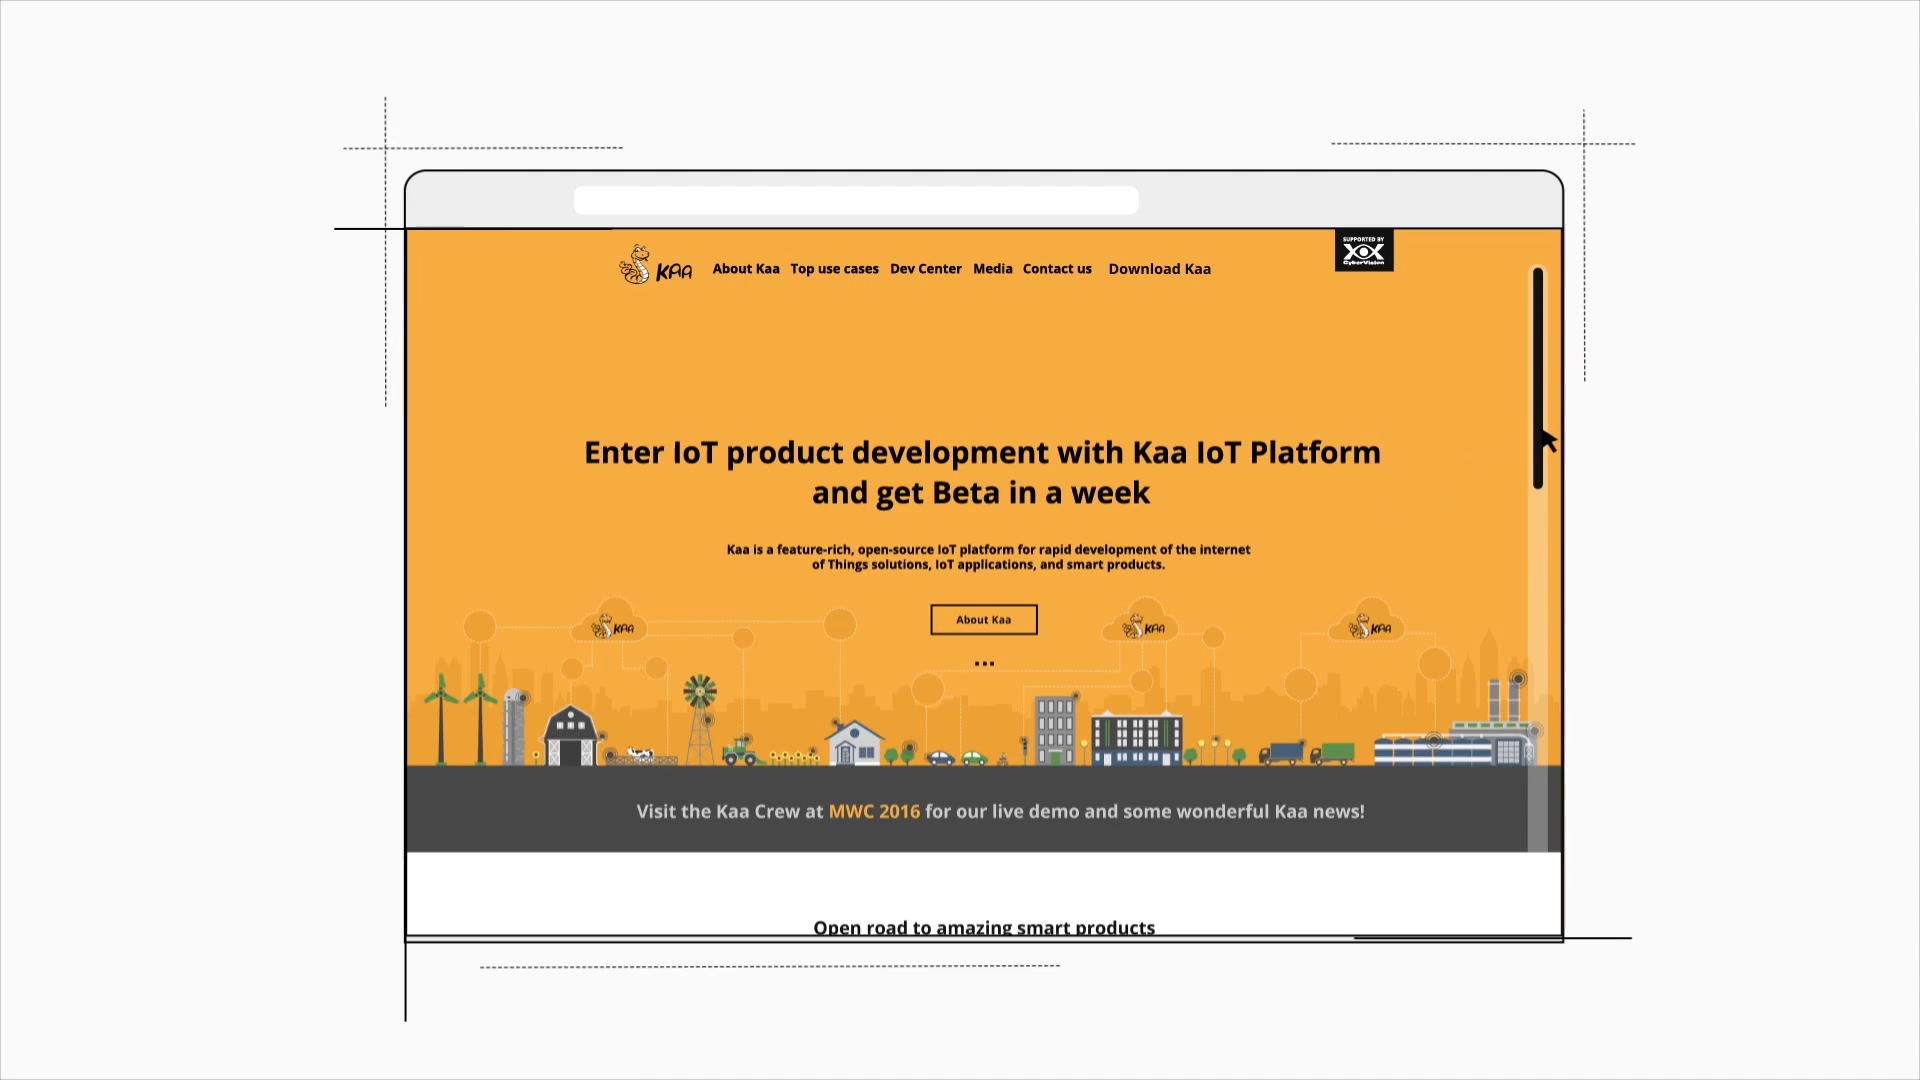 SUPPORTED BY
CyberVision
KAA
About Kaa Top use cases Dev Center Media Contact us Download Kaa
Enter IoT product development with Kaa IoT Platform
and get Beta in a week
Kaa is a feature-rich, open-source IoT platform for rapid development of the internet
of Things solutions, IoT applications, and smart products.
About Kaa
KAA
KAA
KAA
...
Visit the Kaa Crew at MWC 2016 for our live demo and some wonderful Kaa news!
Open road to amazing smart products